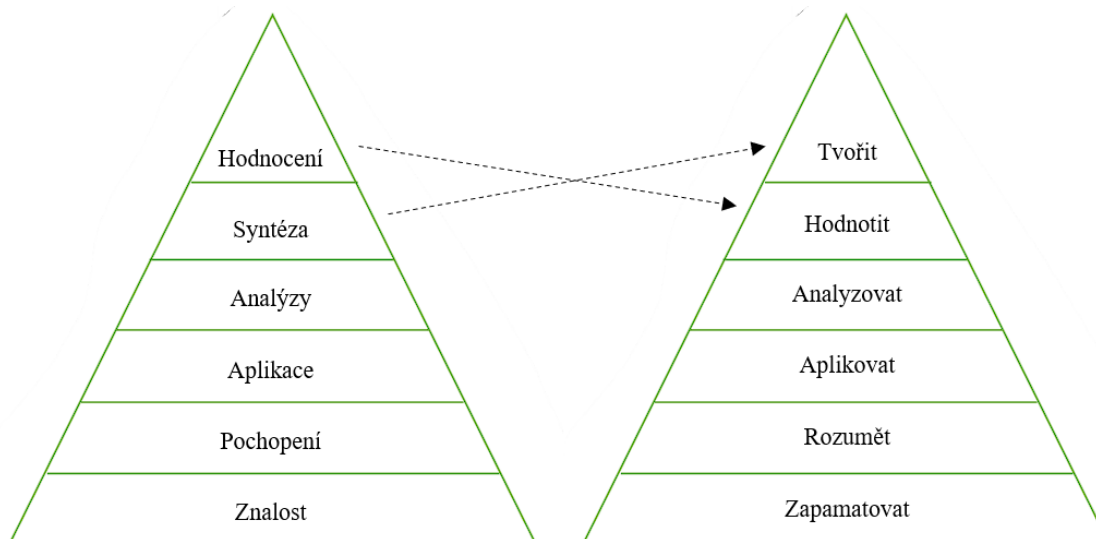 Hodnocení
Syntéza
Analýzy
Aplikace
Pochopení
Znalost
Tvořit
Hodnotit
Analyzovat
Aplikovat
Rozumět
Zapamatovat